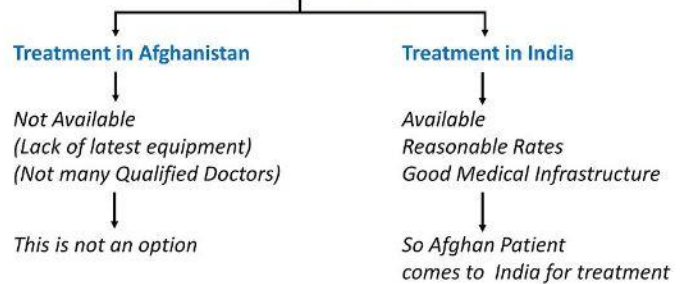 Treatment in Afghanistan
Not Available
(Lack of latest equipment)
(Not many Qualified Doctors)
This is not an option
Treatment in India
Available
Reasonable Rates
Good Medical Infrastructure
So Afghan Patient
comes to India for treatment